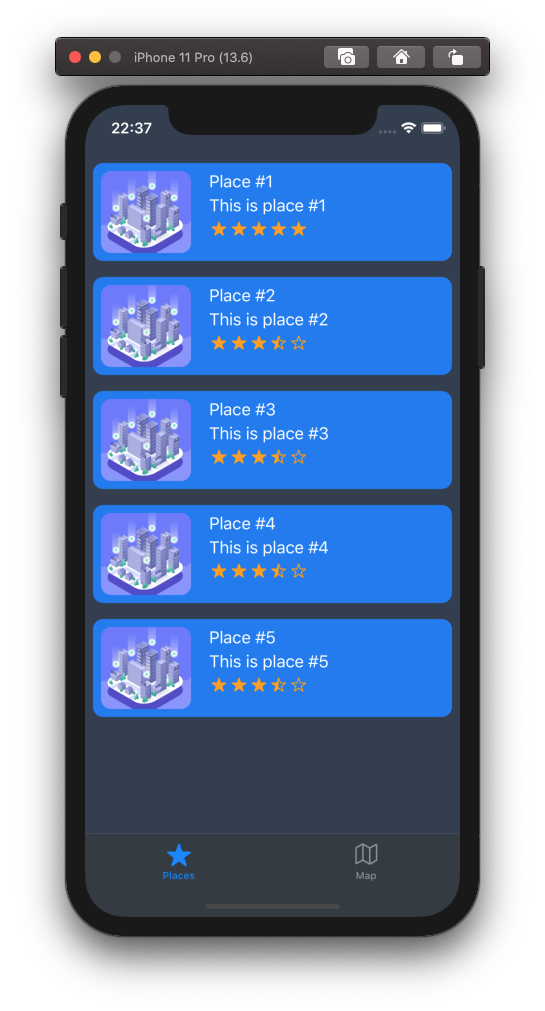 iPhone 11 Pro (13.6)
22:37
Place #1
This is place #1
Place #2
This is place #2
Place #3
This is place #3
Place #4
This is place #4
Place #5
This is place #5
Places
Map